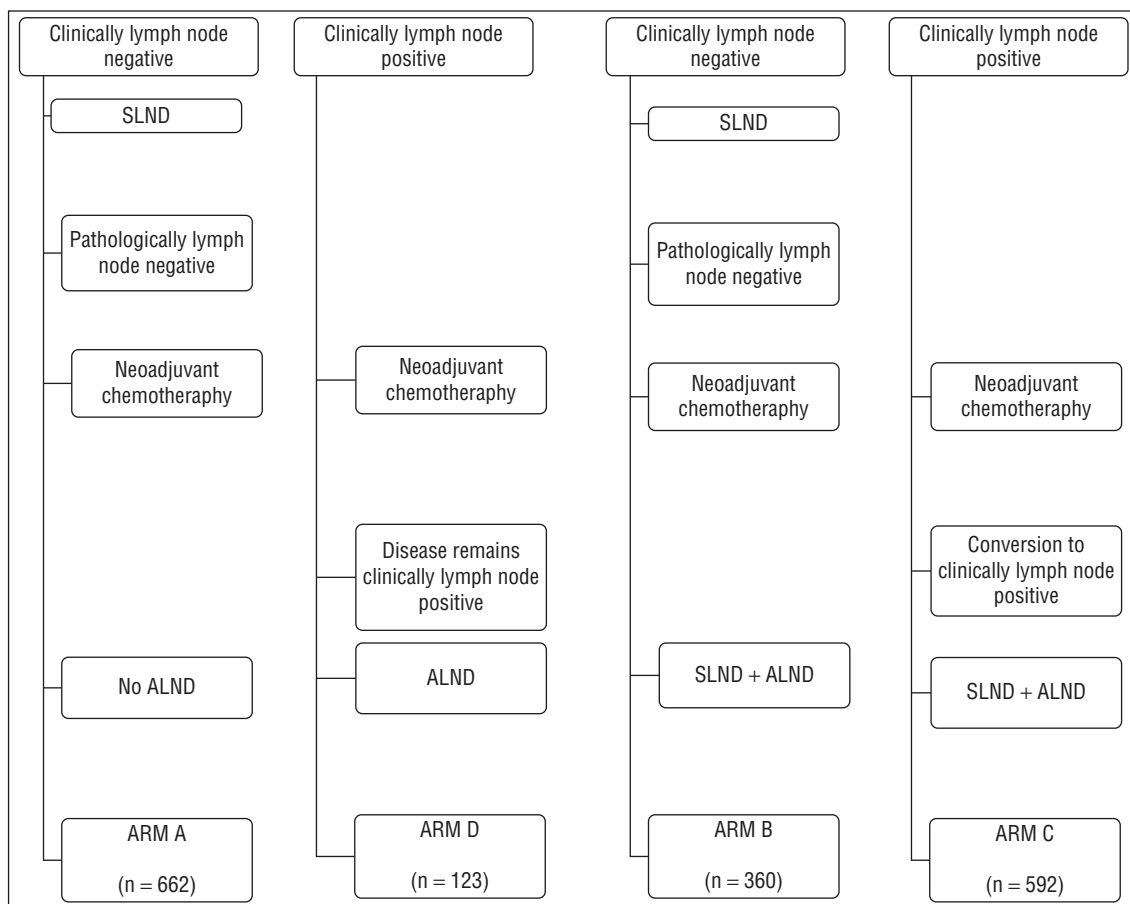 Clinically lymph node
negative
SLND
Pathologically lymph
node negative
Neoadjuvant
chemotheraphy
No ALND
ARM A
(n = 662)
Clinically lymph node
positive
Neoadjuvant
chemotheraphy
Disease remains
clinically lymph node
positive
ALND
ARM D
(n = 123)
Clinically lymph node
negative
SLND
Pathologically lymph
node negative
Neoadjuvant
chemotheraphy
SLND + ALND
ARM B
(n = 360)
Clinically lymph node
positive
Neoadjuvant
chemotheraphy
Conversion to
clinically lymph node
positive
SLND + ALND
ARM C
(n = 592)